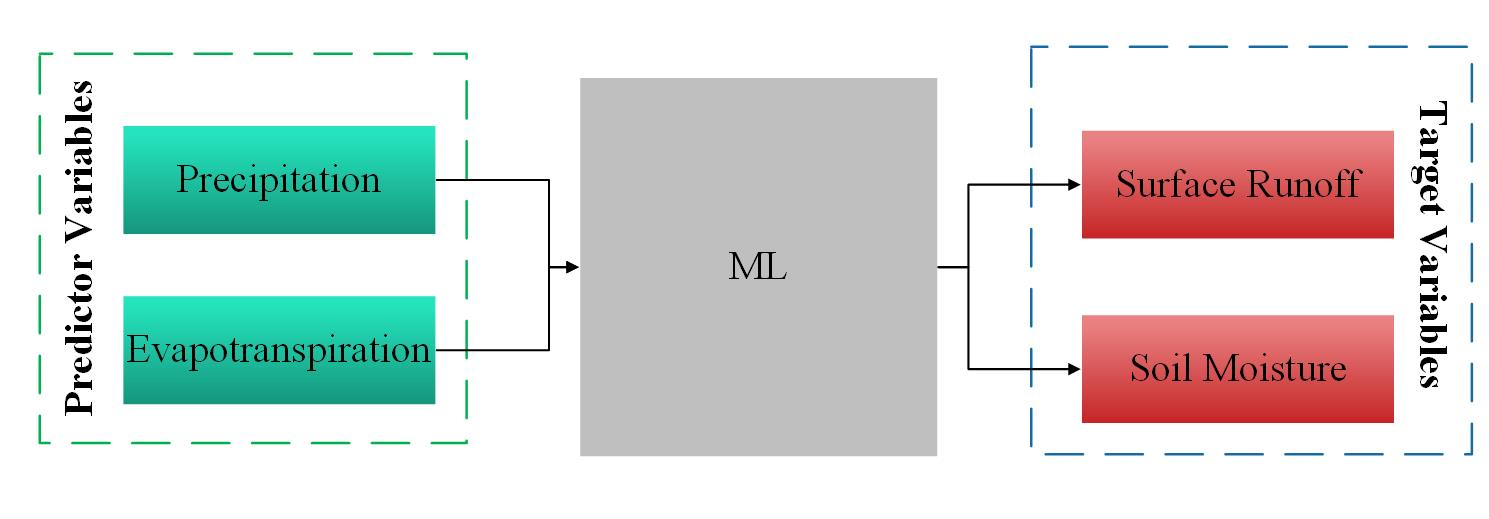 Predictor Variables
Precipitation
Evapotranspiration
ML
Surface Runoff
Soil Moisture
Target Variables